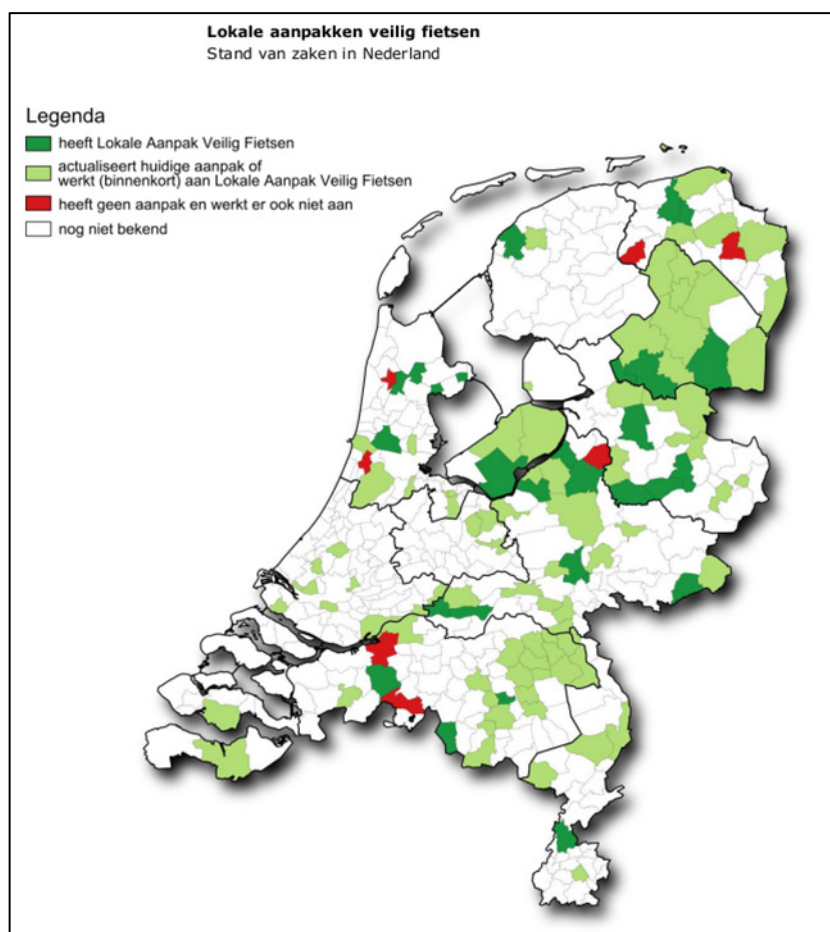 Lokale aanpakken veilig fietsen
Stand van zaken in Nederland
Legenda
heeft Lokale Aanpak Veilig Fietsen
actualiseert huidige aanpak of
werkt (binnenkort) aan Lokale Aanpak Veilig Fietsen
heeft geen aanpak en werkt er ook niet aan
nog niet bekend